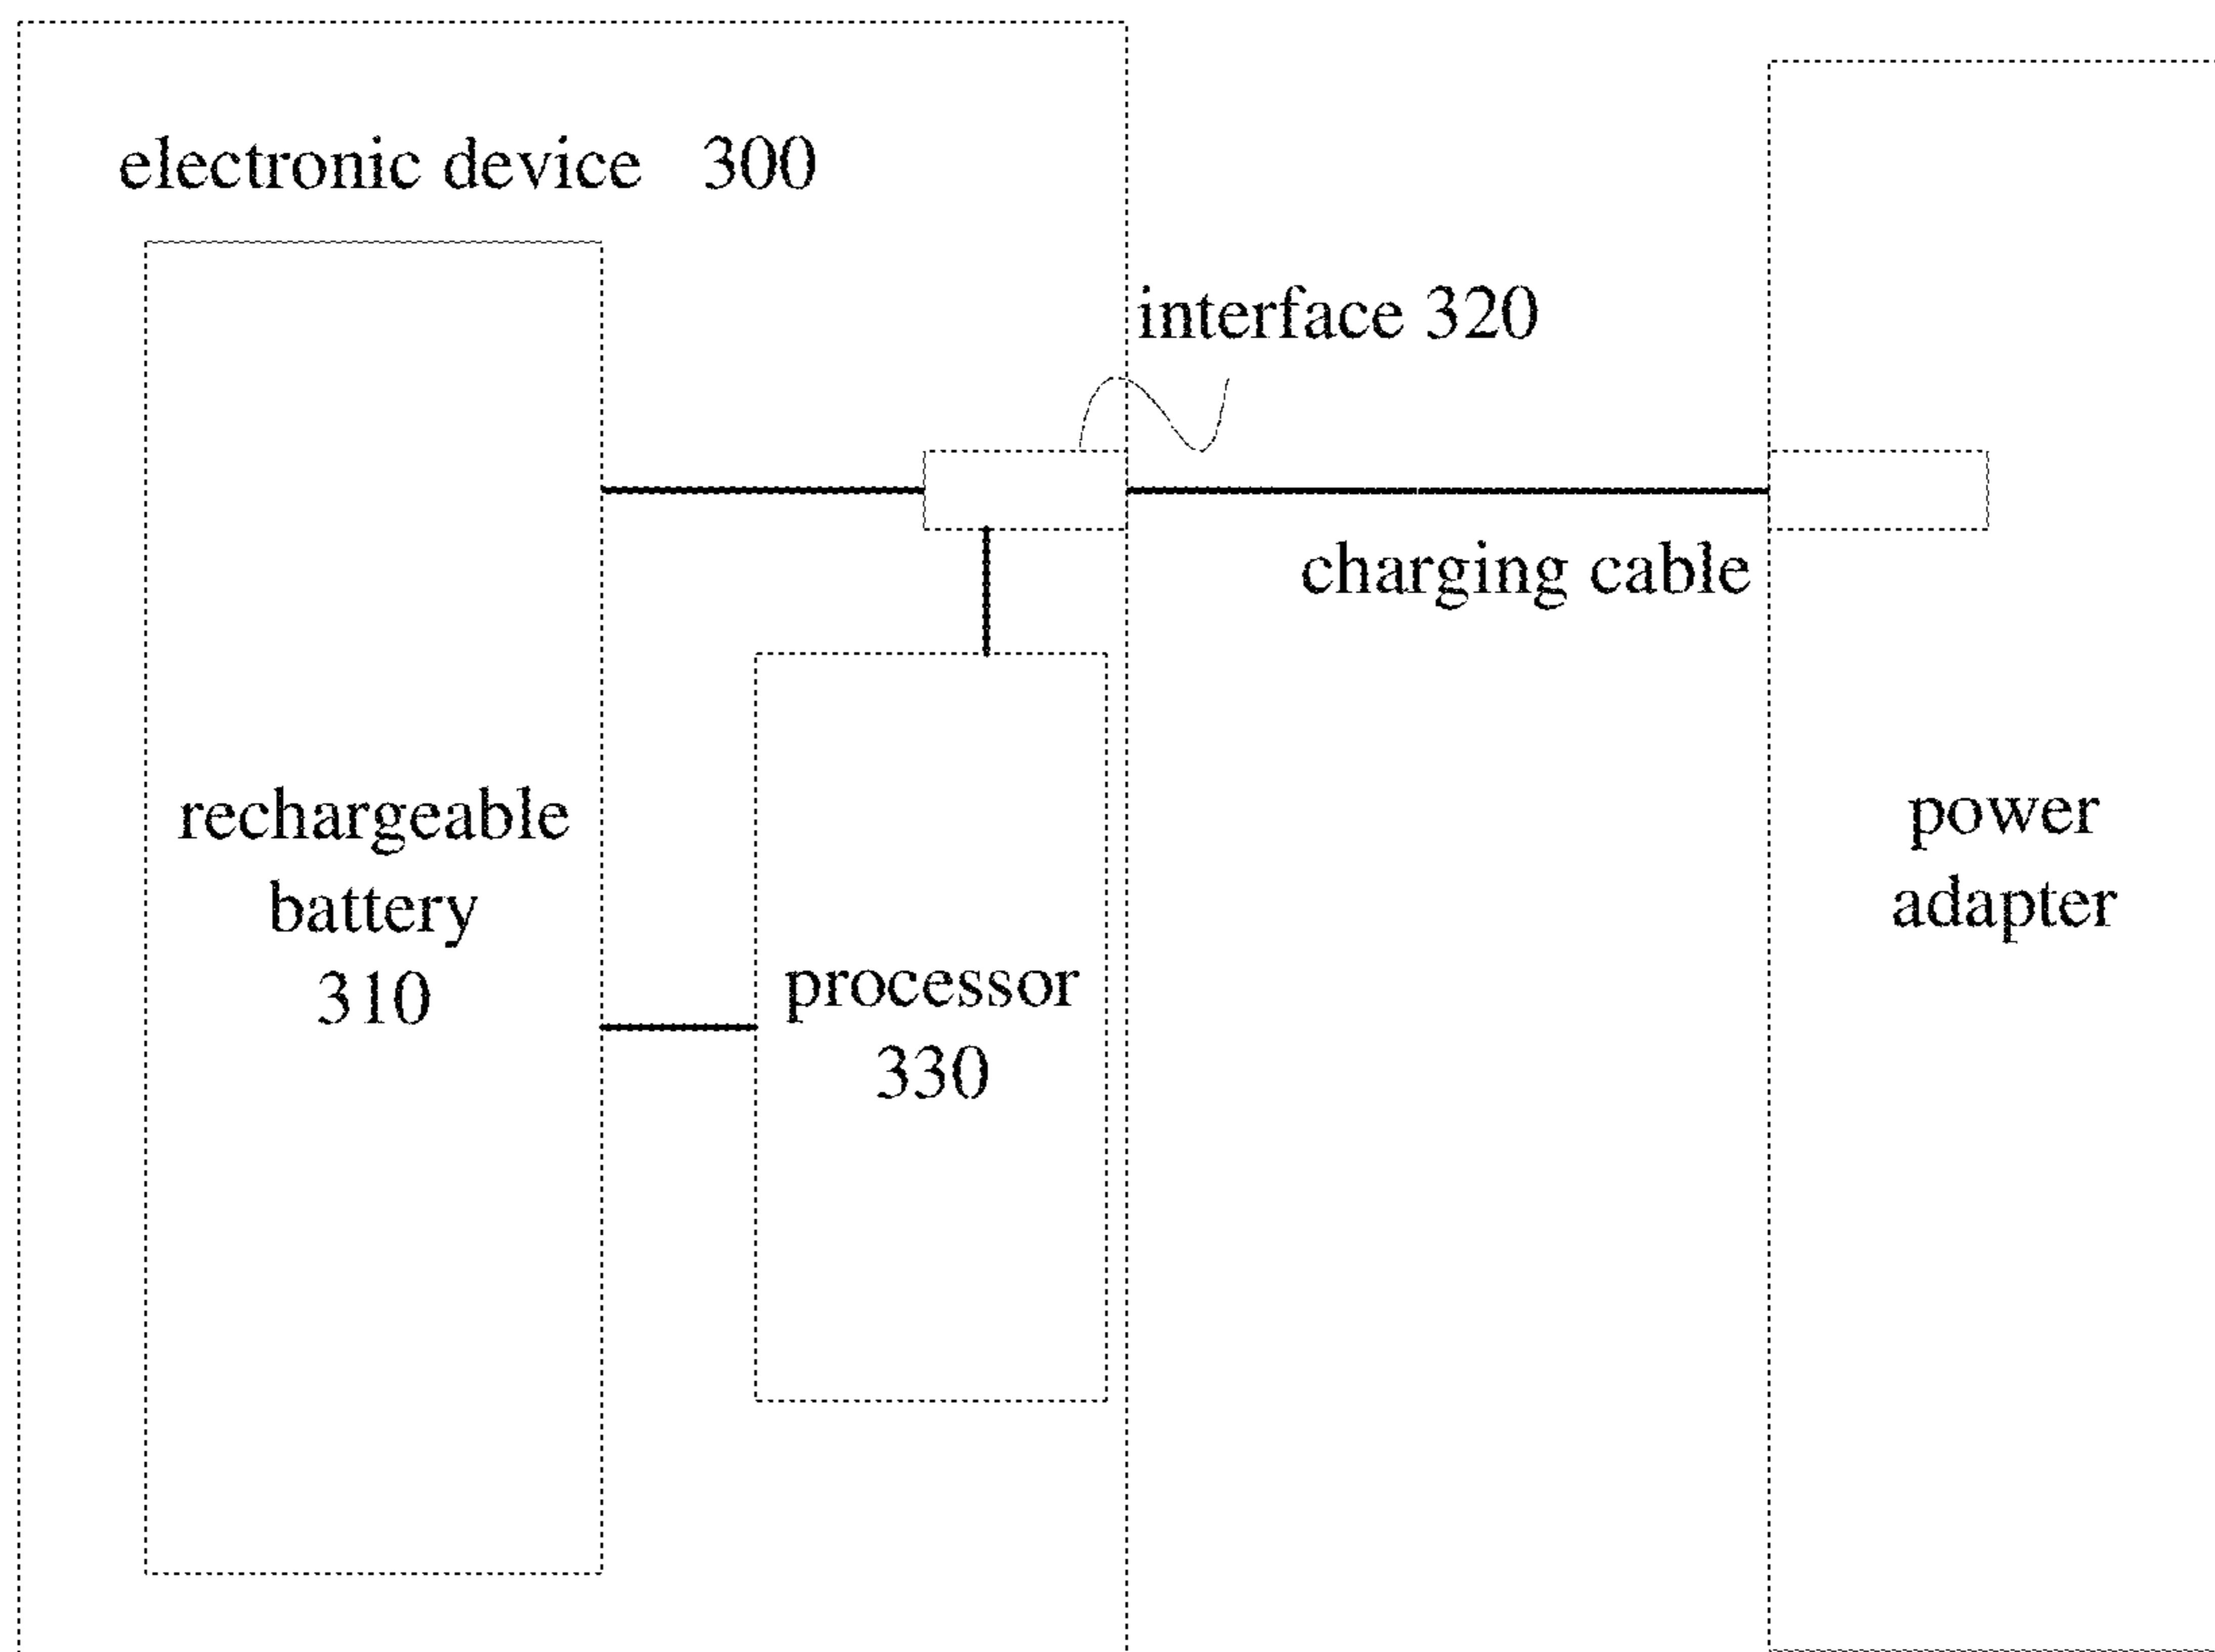 electronic device 300
interface 320
charging cable
rechargeable
battery
310
processor
330
power
adapter